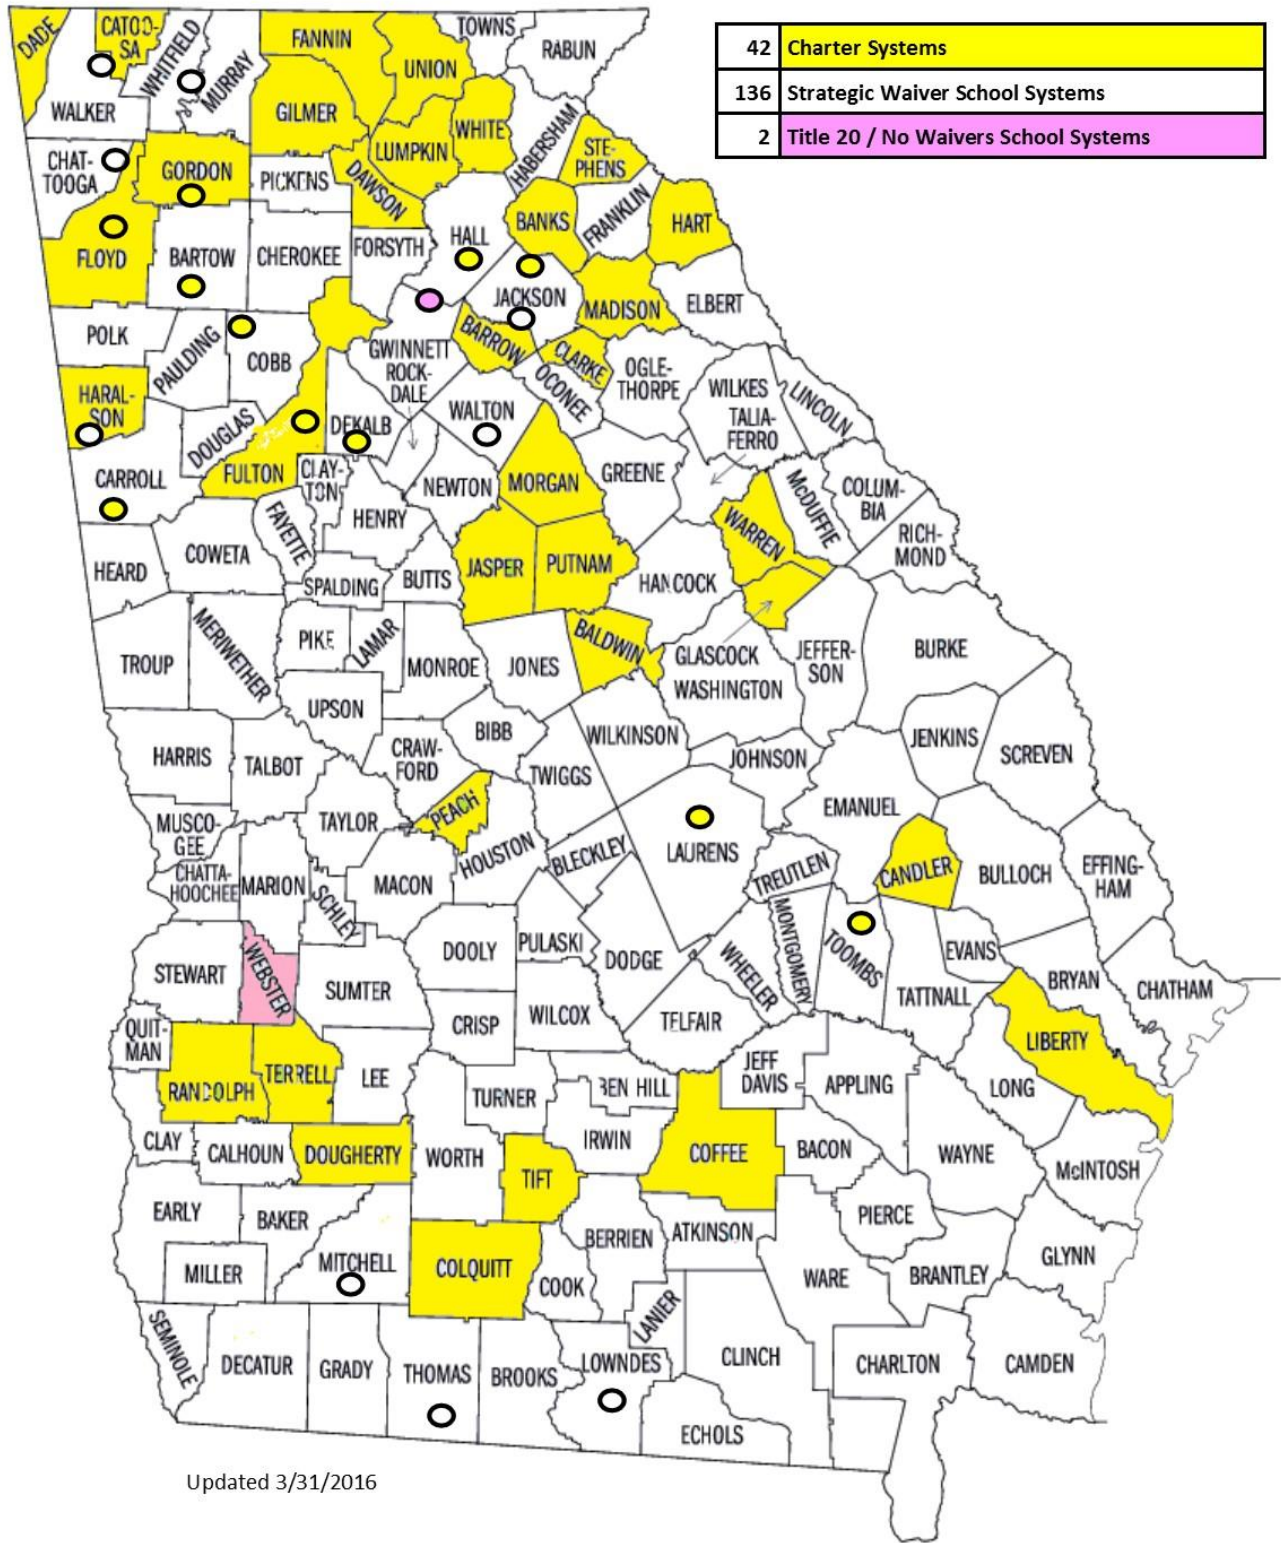 42 Charter Systems
136 Strategic Waiver School Systems
2 Title 20 / No Waivers School Systems
DADE
CATOO-
SA
WHITFIELD
MURRAY
FANNIN
UNION
TOWNS
RABUN
WALKER
GILMER
LUMPKIN
WHITE
HABERSHAM
STE-
PHENS
CHAT-
TOOGA
GORDON
PICKENS
DAWSON
BANKS
FRANKLIN
HART
FLOYD
BARTOW
CHEROKEE
FORSYTH
HALL
JACKSON
MADISON
ELBERT
POLK
PAULDING
COBB
GWINNETT
BARROW
CLARKE
OCONEE
OGLE-
THORPE
WILKES
LINCOLN
HARAL-
SON
DOUGLAS
FULTON
DEKALB
ROCK-
DALE
WALTON
TALIA-
FERRO
CARROLL
CLAY-
TON
NEWTON
MORGAN
GREENE
McDUFFIE
COLUM-
BIA
HEARD
COWETA
FAYETTE
HENRY
WARREN
RICH-
MOND
SPALDING
BUTTS
JASPER
PUTNAM
HANCOCK
TROUP
MERIWETHER
PIKE
LAMAR
MONROE
JONES
BALDWIN
GLASCOCK
WASHINGTON
JEFFER-
SON
BURKE
UPSON
BIBB
WILKINSON
JOHNSON
JENKINS
SCREVEN
HARRIS
TALBOT
CRAW-
FORD
TWIGGS
MUSCO-
GEE
TAYLOR
PEACH
HOUSTON
BLECKLEY
LAURENS
EMANUEL
TREUTLEN
CANDLER
BULLOCH
EFFING-
HAM
CHATTA-
HOOCHEE
MARION
SCHLEY
MACON
STEWART
WEBSTER
SUMTER
DOOLY
PULASKI
DODGE
WHEELER
MONTGOMERY
TOOMBS
TATTNALL
EVANS
BRYAN
CHATHAM
QUIT-
MAN
CRISP
WILCOX
TELFAIR
LIBERTY
RANDOLPH
TERRELL
LEE
TURNER
BEN HILL
JEFF
DAVIS
APPLING
LONG
CLAY
CALHOUN
DOUGHERTY
WORTH
TIFT
IRWIN
COFFEE
BACON
WAYNE
McINTOSH
EARLY
BAKER
MITCHELL
COLQUITT
BERRIEN
ATKINSON
PIERCE
GLYNN
MILLER
COOK
WARE
BRANTLEY
SEMINOLE
DECATUR
GRADY
THOMAS
BROOKS
LOWNDES
LANIER
CLINCH
CHARLTON
CAMDEN
ECHOLS
Updated 3/31/2016